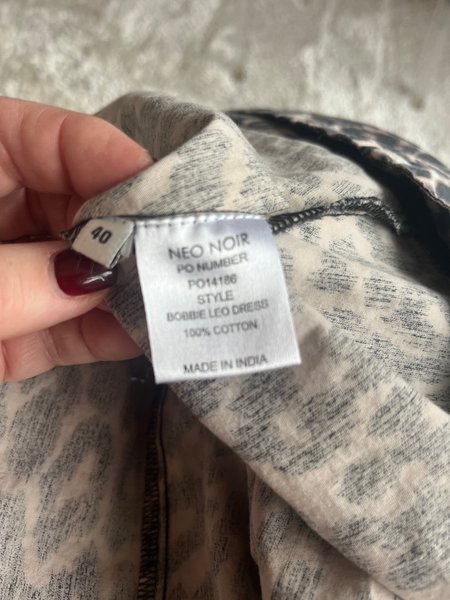 40
NEO NOIR
PO NUMBER
PO14186
STYLE
BOBBIE LEO DRESS
100% COTTON
MADE IN INDIA